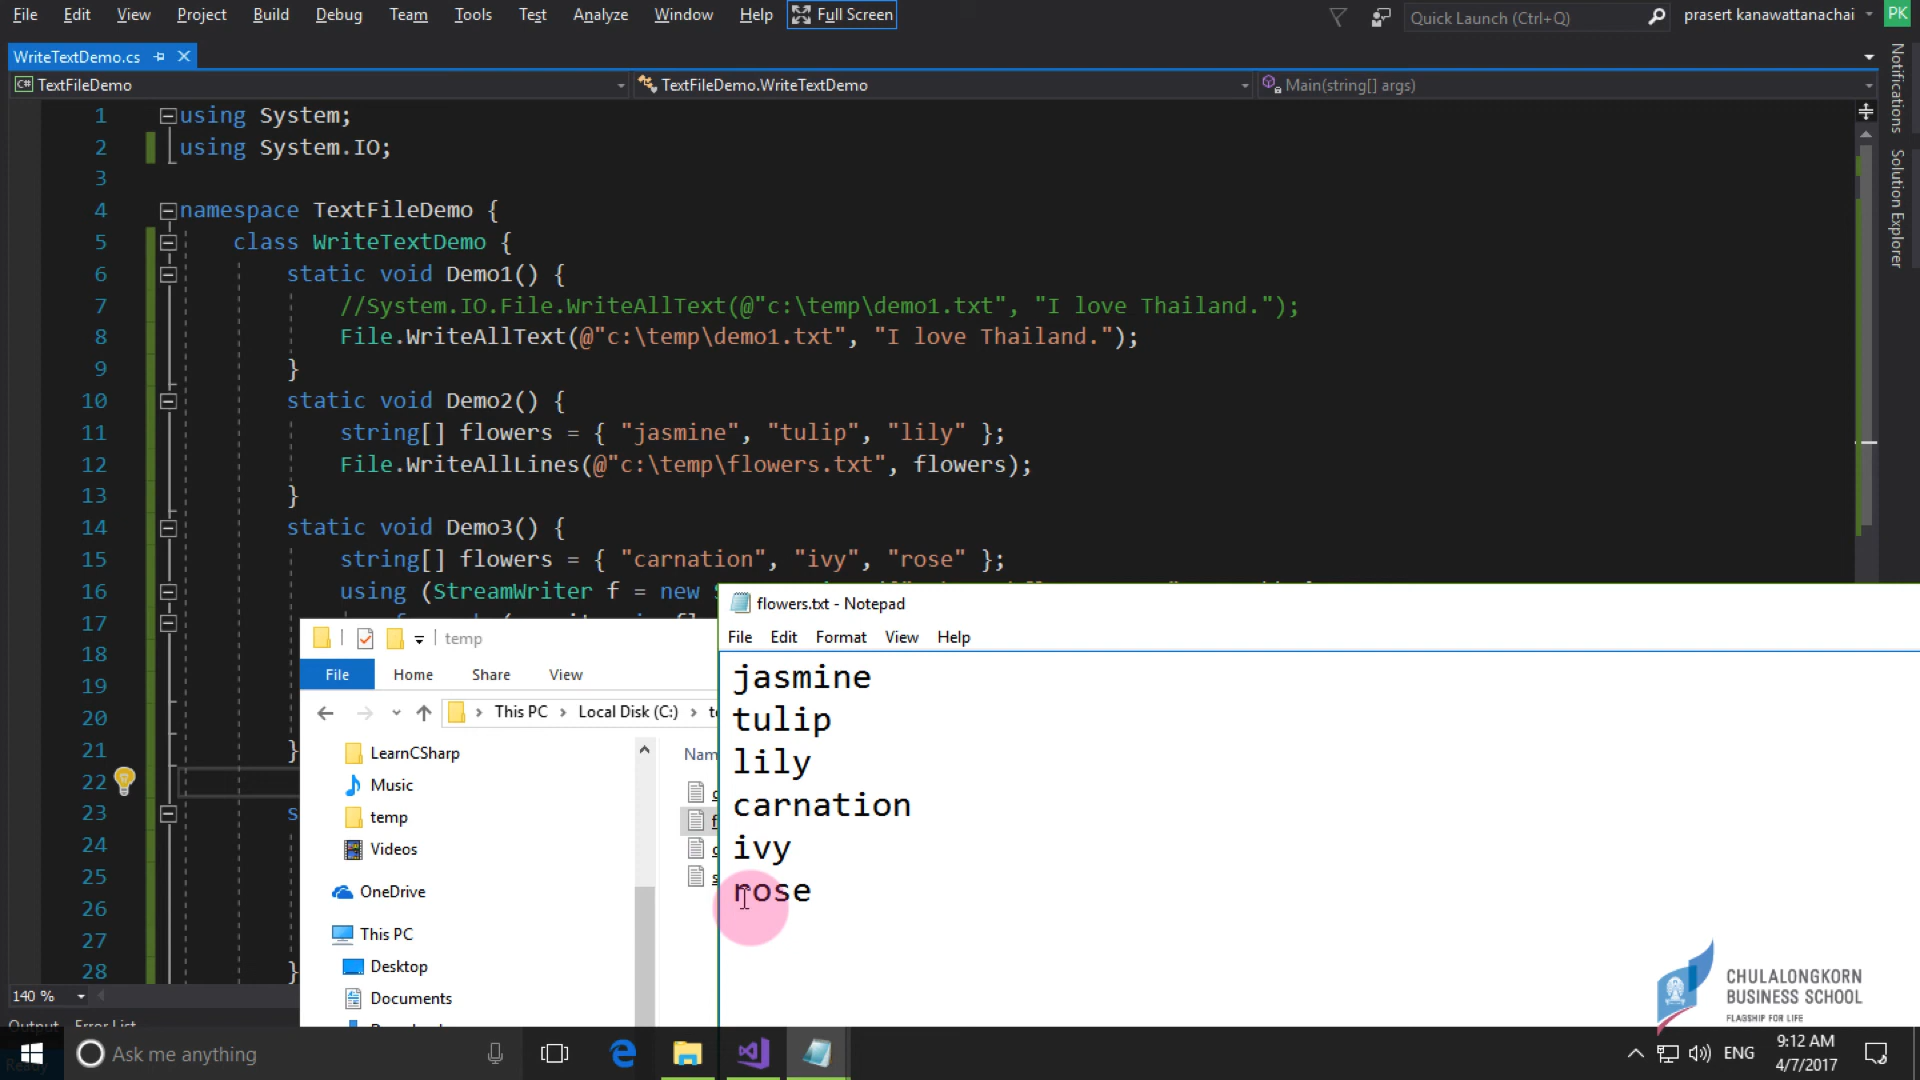 File Edit View Project Build Debug Team Tools Test Analyze Window Help Full Screen Quick Launch (Ctrl+Q) prasert kanawattanachai PK
WriteTextDemo.cs
TextFileDemo TextFileDemo.WriteTextDemo Main(string[] args)
Notifications
Solution Explorer
1 using System;
2 using System.IO;
3
4 namespace TextFileDemo {
5 class WriteTextDemo {
6 static void Demo1() {
7 //System.IO.File.WriteAllText(@"c:\temp\demo1.txt", "I love Thailand.");
8 File.WriteAllText(@"c:\temp\demo1.txt", "I love Thailand.");
9 }
10 static void Demo2() {
11 string[] flowers = { "jasmine", "tulip", "lily" };
12 File.WriteAllLines(@"c:\temp\flowers.txt", flowers);
13 }
14 static void Demo3() {
15 string[] flowers = { "carnation", "ivy", "rose" };
16 using (StreamWriter f = new
17
18
19
20
21 }
22
23 s
24
25
26
27
28 }
140 %
Output Error List
Ready
temp
File Home Share View
This PC Local Disk (C:)
LearnCSharp
Music
temp
Videos
OneDrive
This PC
Desktop
Documents
flowers.txt - Notepad
File Edit Format View Help
jasmine
tulip
lily
carnation
ivy
rose
CHULALONGKORN
BUSINESS SCHOOL
FLAGSHIP FOR LIFE
Ask me anything
ENG
9:12 AM
4/7/2017